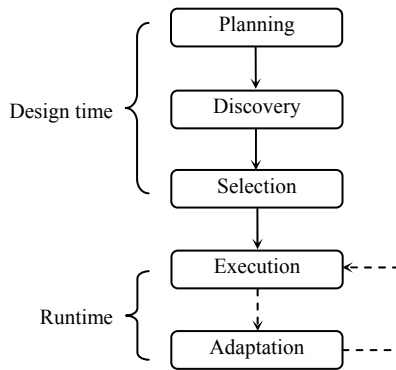 Planning
Design time
Discovery
Selection
Execution
Runtime
Adaptation